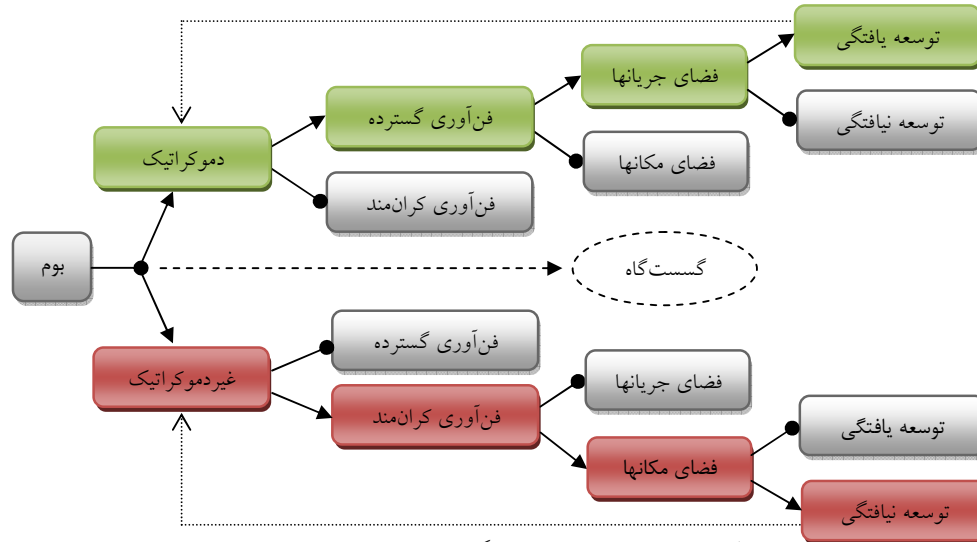 توسعه یافتگی
فضای جریانها
توسعه نیافتگی
فن‌آوری گسترده
دموکراتیک
فضای مکانها
فن‌آوری کران‌مند
بوم
گسست‌گاه
فن‌آوری گسترده
غیردموکراتیک
فضای جریانها
فن‌آوری کران‌مند
توسعه یافتگی
فضای مکانها
توسعه نیافتگی